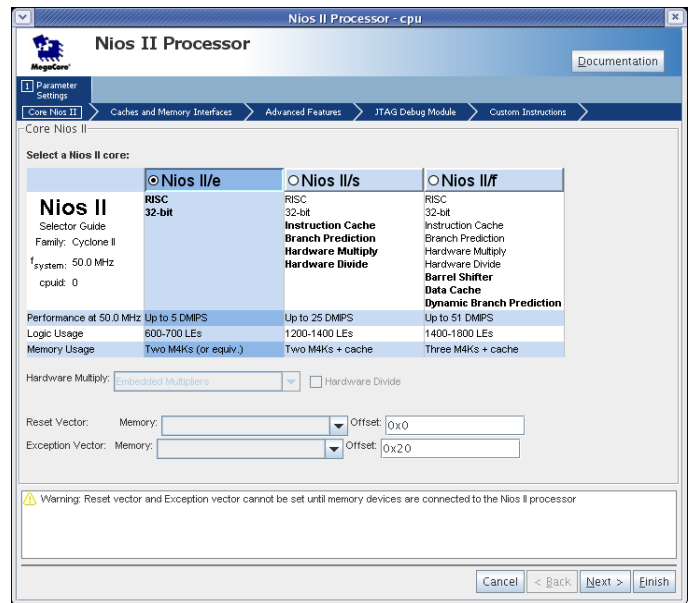 Nios II Processor - cpu
MegaCore'
Nios II Processor
Documentation
1 Parameter
Settings
Core Nios II
Caches and Memory Interfaces
Advanced Features
JTAG Debug Module
Custom Instructions
Core Nios II
Select a Nios II core:
Nios II/e
Nios II/s
Nios II/f
Nios II
Selector Guide
Family: Cyclone II
fsystem: 50.0 MHz
cpuid: 0
RISC
32-bit
RISC
32-bit
Instruction Cache
Branch Prediction
Hardware Multiply
Hardware Divide
RISC
32-bit
Instruction Cache
Branch Prediction
Hardware Multiply
Hardware Divide
Barrel Shifter
Data Cache
Dynamic Branch Prediction
Performance at 50.0 MHz Up to 5 DMIPS Up to 25 DMIPS Up to 51 DMIPS
Logic Usage 600-700 LEs 1200-1400 LEs 1400-1800 LEs
Memory Usage Two M4Ks (or equiv.) Two M4Ks + cache Three M4Ks + cache
Hardware Multiply: Embedded Multipliers Hardware Divide
Reset Vector: Memory: Offset: 0x0
Exception Vector: Memory: Offset: 0x20
Warning: Reset vector and Exception vector cannot be set until memory devices are connected to the Nios II processor
Cancel < Back Next > Finish